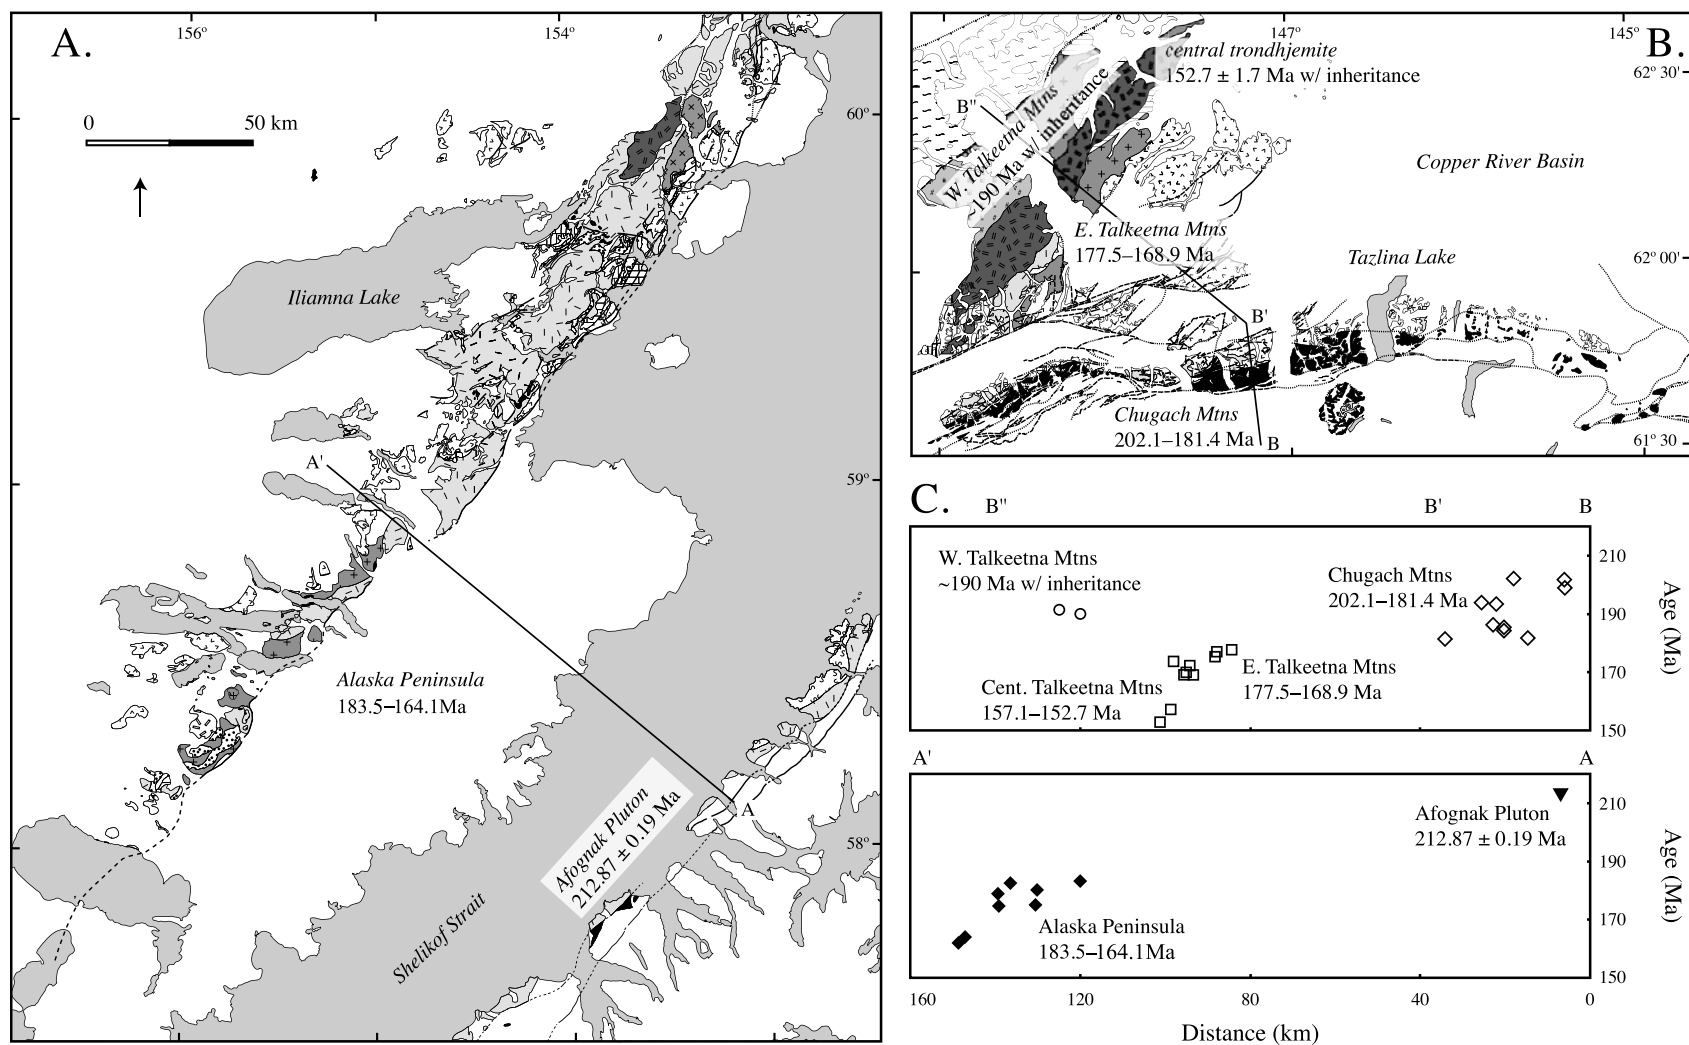 A.
156°
154°
0
50 km
60°
Iliamna Lake
59°
A'
Alaska Peninsula
183.5–164.1Ma
A
Afognak Pluton
212.87 ± 0.19 Ma
58°
Shelikof Strait
147°
145°
B.
central trondhjemite
152.7 ± 1.7 Ma w/ inheritance
62° 30'
B"
W. Talkeetna Mtns
~190 Ma w/ inheritance
Copper River Basin
E. Talkeetna Mtns
177.5–168.9 Ma
Tazlina Lake
62° 00'
B'
Chugach Mtns
202.1–181.4 Ma
B
61° 30
C.
B"
B'
B
W. Talkeetna Mtns
~190 Ma w/ inheritance
Chugach Mtns
202.1–181.4 Ma
E. Talkeetna Mtns
177.5–168.9 Ma
Cent. Talkeetna Mtns
157.1–152.7 Ma
210
190
170
150
Age (Ma)
A'
A
Afognak Pluton
212.87 ± 0.19 Ma
Alaska Peninsula
183.5–164.1Ma
210
190
170
150
Age (Ma)
160
120
80
40
0
Distance (km)